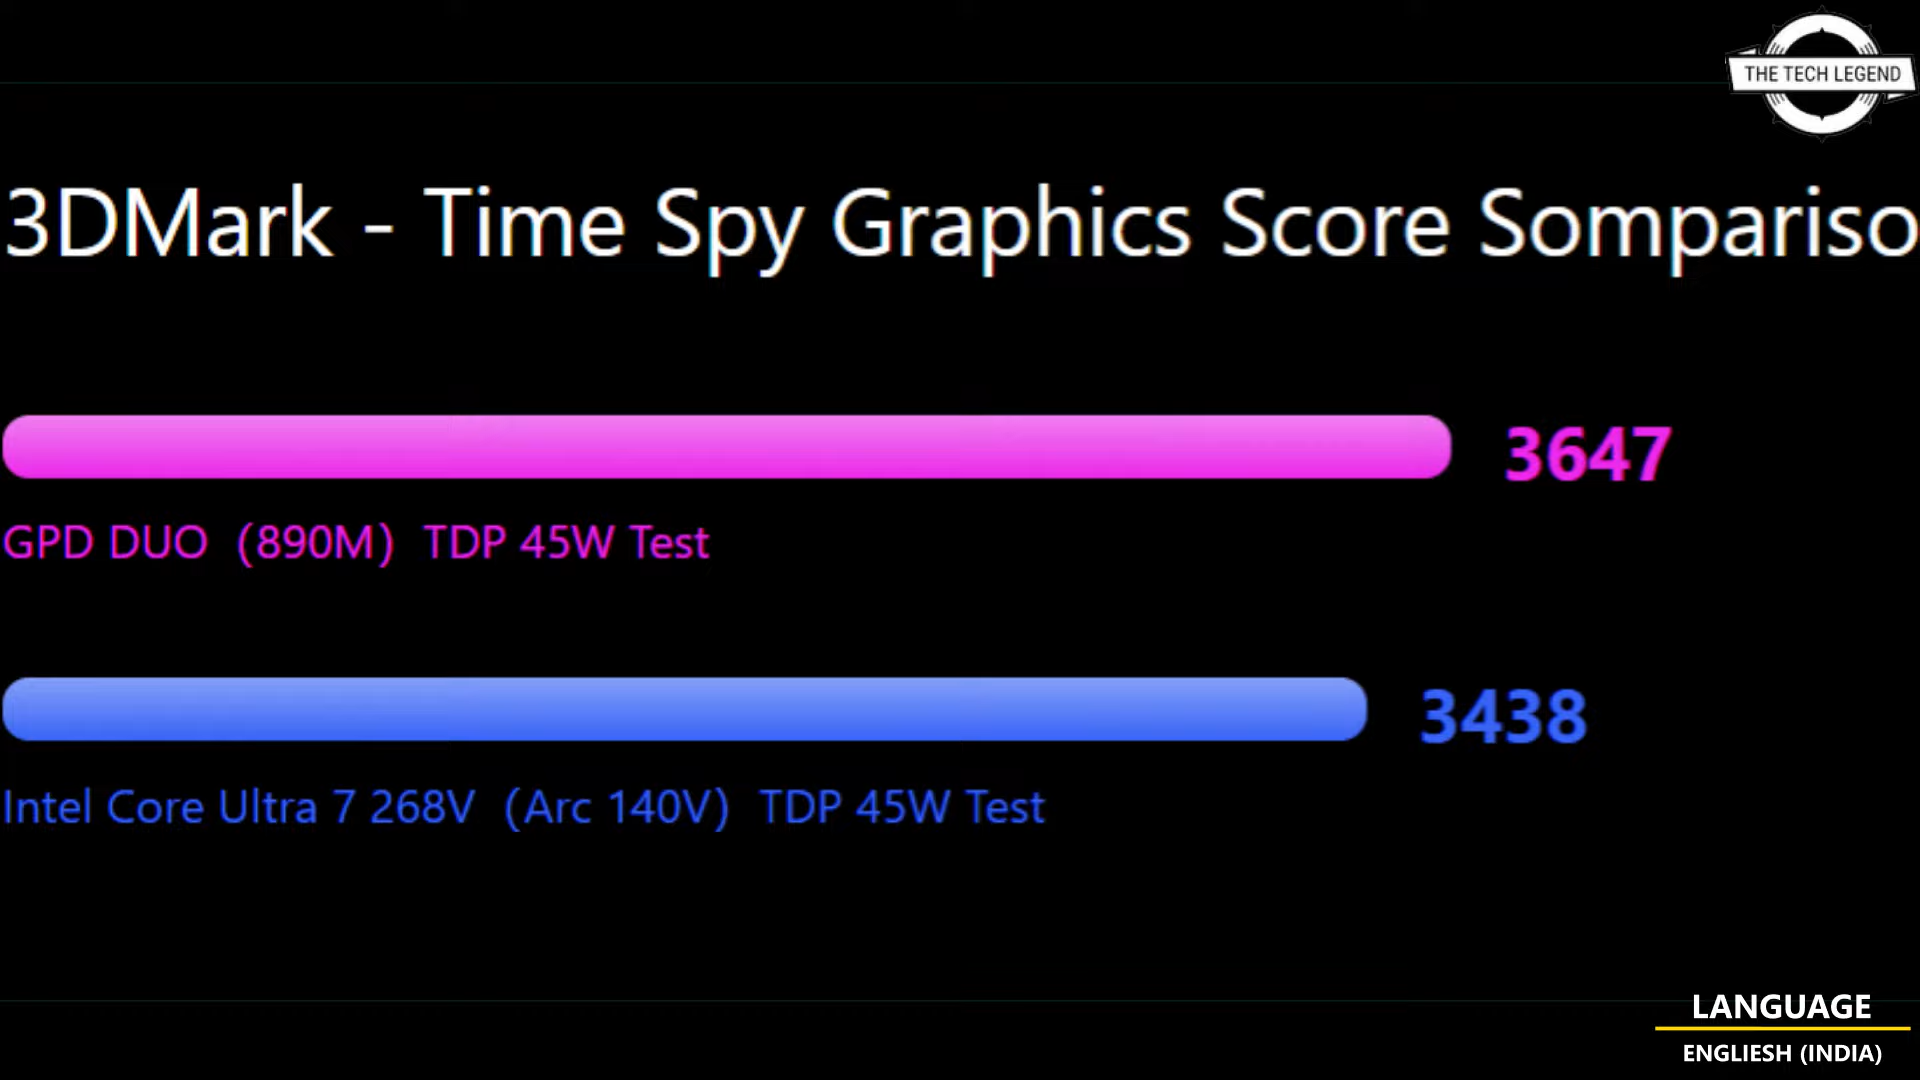 THE TECH LEGEND
3DMark - Time Spy Graphics Score Sompariso
3647
GPD DUO（890M）TDP 45W Test
3438
Intel Core Ultra 7 268V（Arc 140V）TDP 45W Test
LANGUAGE
ENGLIESH (INDIA)